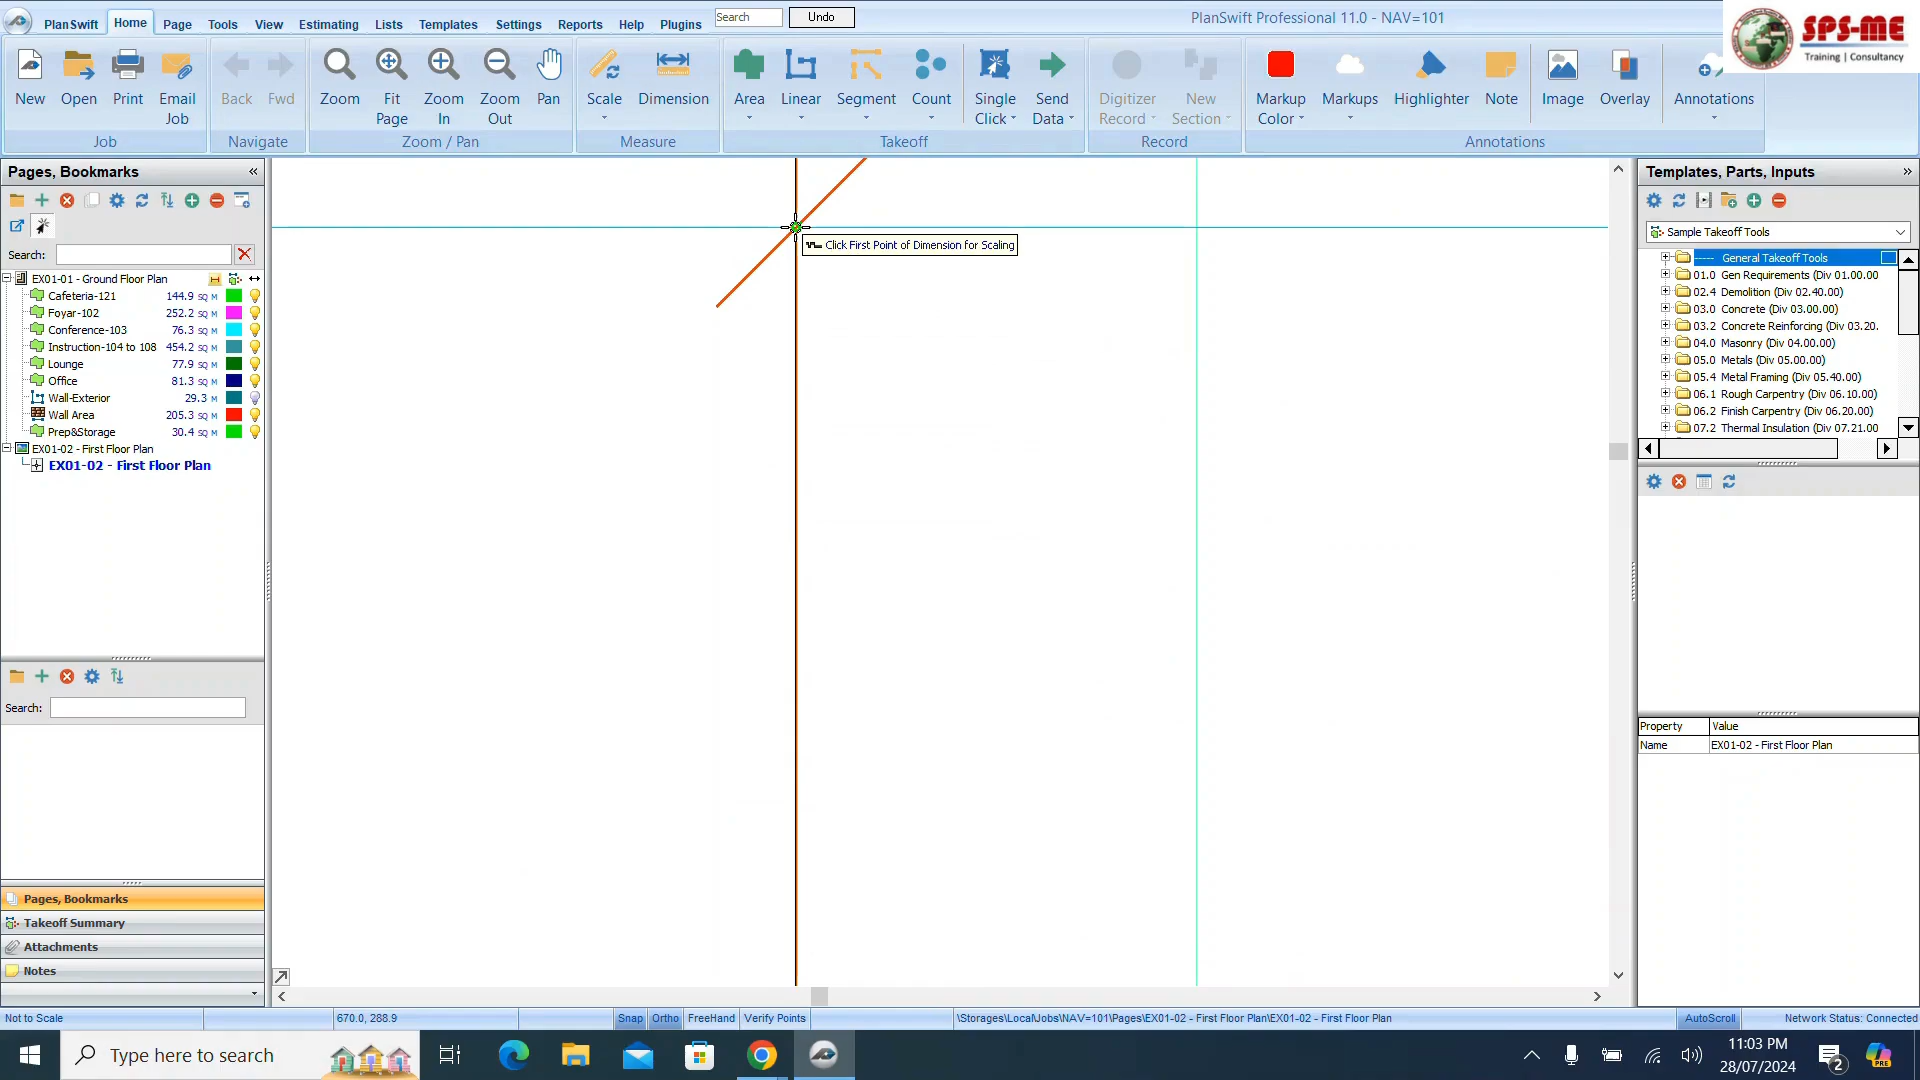 PlanSwift
Home
Page
Tools
View
Estimating
Lists
Templates
Settings
Reports
Help
Plugins
Search
Undo
PlanSwift Professional 11.0 - NAV=101
SPS-ME
Training | Consultancy
New
Open
Print
Email
Job
Job
Back
Fwd
Navigate
Zoom
Fit
Page
Zoom
In
Zoom
Out
Pan
Zoom / Pan
Scale
Dimension
Measure
Area
Linear
Segment
Count
Single
Click
Send
Data
Takeoff
Digitizer
Record
New
Section
Record
Markup
Color
Markups
Highlighter
Note
Image
Overlay
Annotations
Annotations
Pages, Bookmarks
Search:
EX01-01 - Ground Floor Plan
Cafeteria-121 144.9 SQ M
Foyar-102 252.2 SQ M
Conference-103 76.3 SQ M
Instruction-104 to 108 454.2 SQ M
Lounge 77.9 SQ M
Office 81.3 SQ M
Wall-Exterior 29.3 M
Wall Area 205.3 SQ M
Prep&Storage 30.4 SQ M
EX01-02 - First Floor Plan
EX01-02 - First Floor Plan
Search:
Pages, Bookmarks
Takeoff Summary
Attachments
Notes
Click First Point of Dimension for Scaling
Templates, Parts, Inputs
Sample Takeoff Tools
----- General Takeoff Tools
01.0 Gen Requirements (Div 01.00.00
02.4 Demolition (Div 02.40.00)
03.0 Concrete (Div 03.00.00)
03.2 Concrete Reinforcing (Div 03.20.
04.0 Masonry (Div 04.00.00)
05.0 Metals (Div 05.00.00)
05.4 Metal Framing (Div 05.40.00)
06.1 Rough Carpentry (Div 06.10.00)
06.2 Finish Carpentry (Div 06.20.00)
07.2 Thermal Insulation (Div 07.21.00
Property Value
Name EX01-02 - First Floor Plan
Not to Scale
670.0, 288.9
Snap
Ortho
FreeHand
Verify Points
\Storages\Local\Jobs\NAV=101\Pages\EX01-02 - First Floor Plan\EX01-02 - First Floor Plan
AutoScroll
Network Status: Connected
Type here to search
11:03 PM
28/07/2024
2
PRE